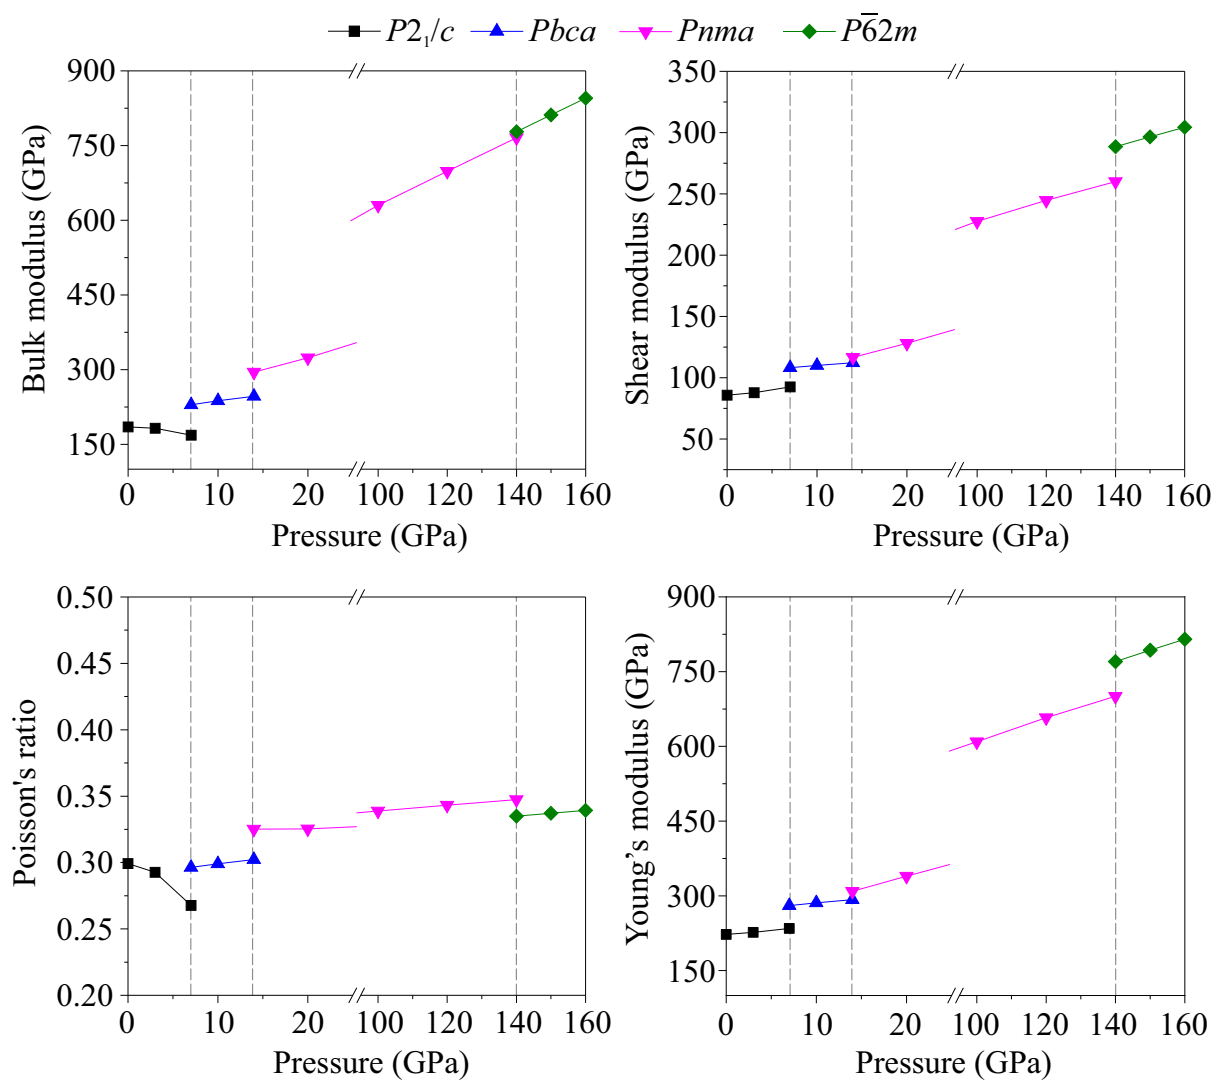 P2₁/c Pbca Pnma P6̅2m
900
750
600
450
300
150
0 10 20 100 120 140 160
Bulk modulus (GPa)
Pressure (GPa)
350
300
250
200
150
100
50
0 10 20 100 120 140 160
Shear modulus (GPa)
Pressure (GPa)
0.50
0.45
0.40
0.35
0.30
0.25
0.20
0 10 20 100 120 140 160
Poisson's ratio
Pressure (GPa)
900
750
600
450
300
150
0 10 20 100 120 140 160
Young’s modulus (GPa)
Pressure (GPa)